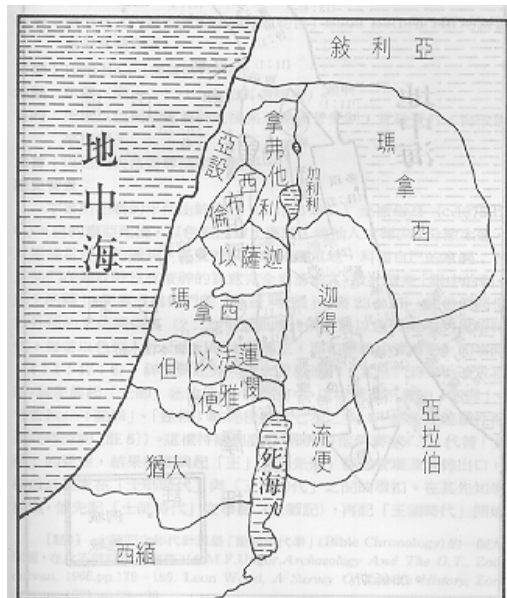 敍利亞
地中海
亞設
拿弗他利
瑪拿西
西布倫
加利利
以薩迦
瑪拿西
迦得
伯
以法蓮
便雅憫
亞拉伯
流便
猶大
死海
西緬